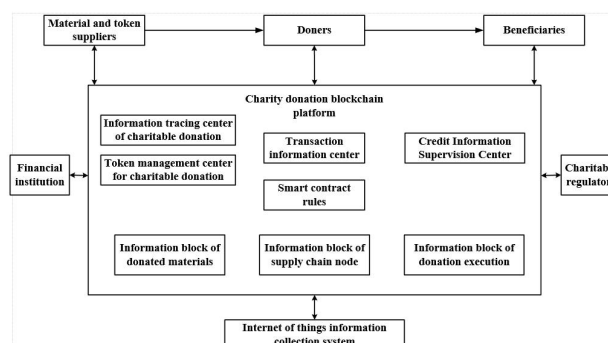 Material and token
suppliers
Doners
Beneficiaries
Charity donation blockchain
platform
Information tracing center
of charitable donation
Transaction
information center
Credit Information
Supervision Center
Token management center
for charitable donation
Financial
institution
Charitable
regulator
Smart contract
rules
Information block of
donated materials
Information block of
supply chain node
Information block of
donation execution
Internet of things information
collection system